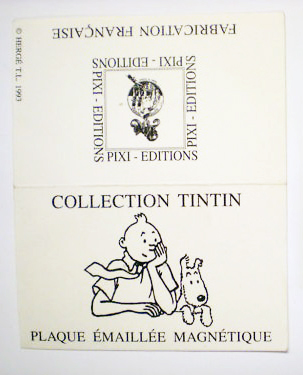 © HERGÉ, T.L. 1993
FABRICATION FRANÇAISE
PIXI - EDITIONS
PIXI - EDITIONS
PIXI - EDITIONS
PIXI - EDITIONS
COLLECTION TINTIN
PLAQUE ÉMAILLÉE MAGNÉTIQUE